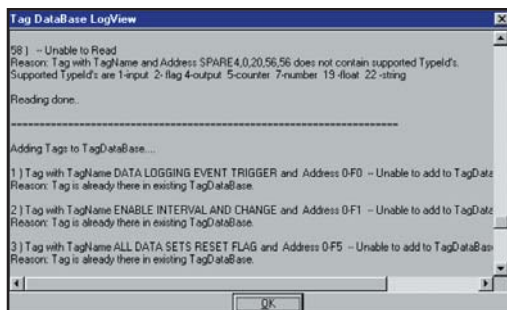 Tag DataBase LogView
58 ) -- Unable to Read
Reason: Tag with TagName and Address SPARE4,0,20,56,56 does not contain supported TypeId's.
Supported TypeId's are 1-input 2- flag 4-output 5-counter 7-number 19 -float 22 -string
Reading done..
==========================================================================
Adding Tags to TagDataBase....
1 ) Tag with TagName DATA LOGGING EVENT TRIGGER and Address 0-F0 -- Unable to add to TagData
Reason: Tag is already there in existing TagDataBase.
2 ) Tag with TagName ENABLE INTERVAL AND CHANGE and Address 0-F1 -- Unable to add to TagData
Reason: Tag is already there in existing TagDataBase.
3 ) Tag with TagName ALL DATA SETS RESET FLAG and Address 0-F5 -- Unable to add to TagDataBas
Reason: Tag is already there in existing TagDataBase.
OK